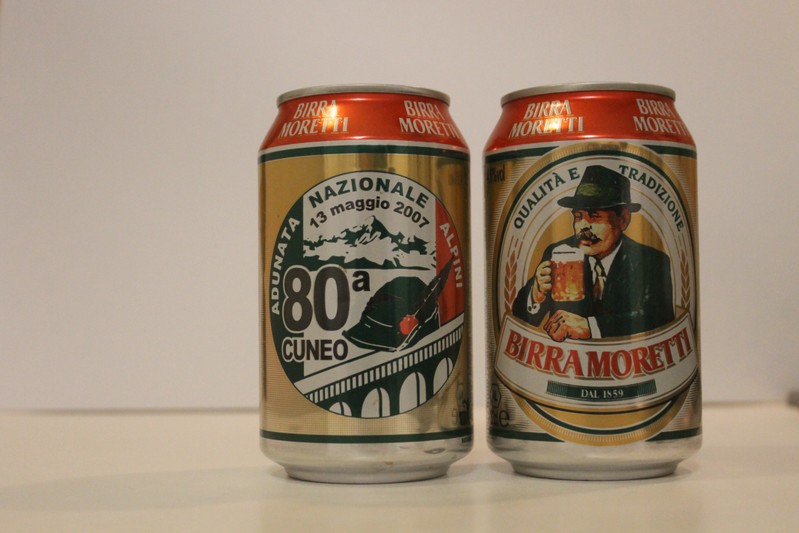 BIRRA
MORETTI
BIRRA
MORETTI
ADUNATA NAZIONALE ALPINI
13 maggio 2007
80a
CUNEO
BIRRA
MORETTI
BIRRA
MORETTI
QUALITÀ E TRADIZIONE
BIRRA MORETTI
DAL 1859